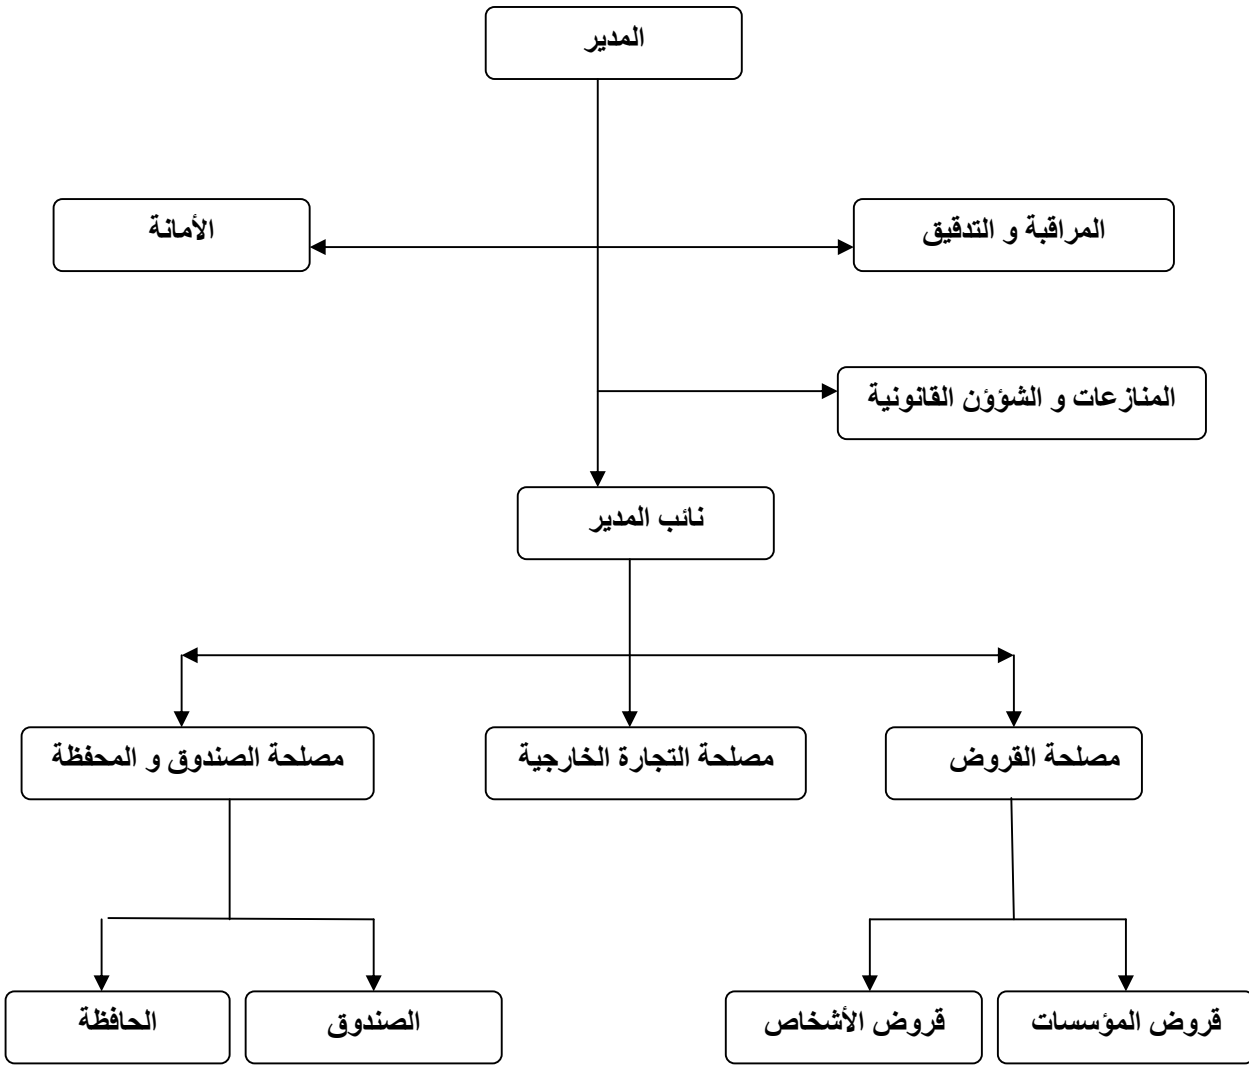 المدير
المراقبة و التدقيق
الأمانة
المنازعات و الشؤؤن القانونية
نائب المدير
مصلحة القروض
مصلحة التجارة الخارجية
مصلحة الصندوق و المحفظة
قروض المؤسسات
قروض الأشخاص
الصندوق
الحافظة